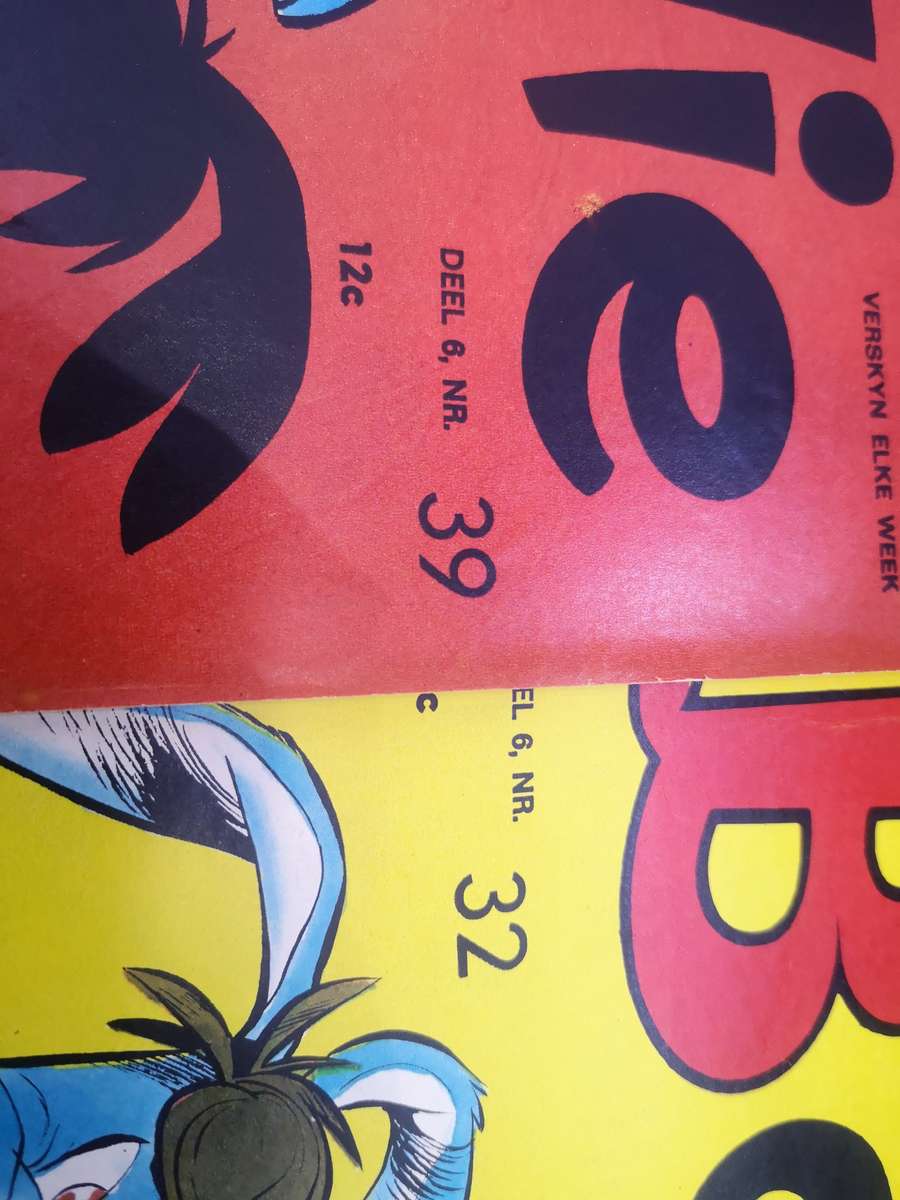 VERSKYN ELKE WEEK
ie
DEEL 6, NR. 39
12c
B
EL 6, NR. 32
c